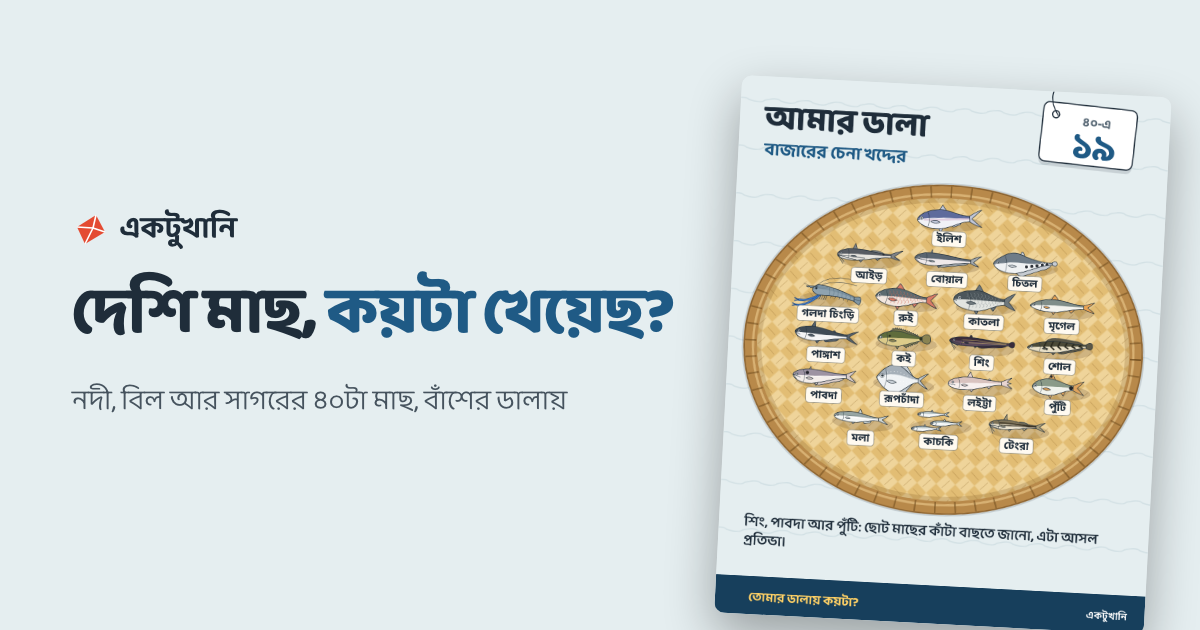 একটুখানি
দেশি মাছ, কয়টা খেয়েছ?
নদী, বিল আর সাগরের ৪০টা মাছ, বাঁশের ডালায়
আমার ডালা
বাজারের চেনা খদ্দের
৪০-এ
১৯
ইলিশ
আইড় বোয়াল চিতল
গলদা চিংড়ি রুই কাতলা মৃগেল
পাঙ্গাশ কই শিং শোল
পাবদা রূপচাঁদা লইট্টা পুঁটি
মলা কাচকি টেংরা
শিং, পাবদা আর পুঁটি: ছোট মাছের কাঁটা বাছতে জানো, এটা আসল
প্রতিভা।
তোমার ডালায় কয়টা?
একটুখানি